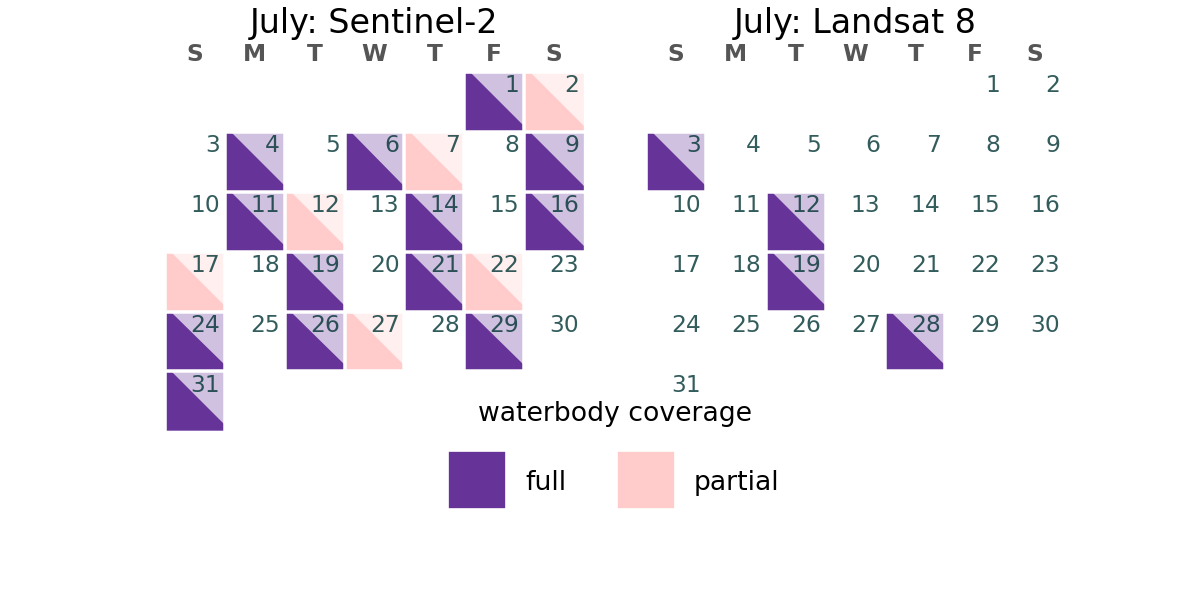 July: Sentinel-2
S M T W T F S
1 2
3 4 5 6 7 8 9
10 11 12 13 14 15 16
17 18 19 20 21 22 23
24 25 26 27 28 29 30
31
July: Landsat 8
S M T W T F S
1 2
3 4 5 6 7 8 9
10 11 12 13 14 15 16
17 18 19 20 21 22 23
24 25 26 27 28 29 30
31
waterbody coverage
full partial